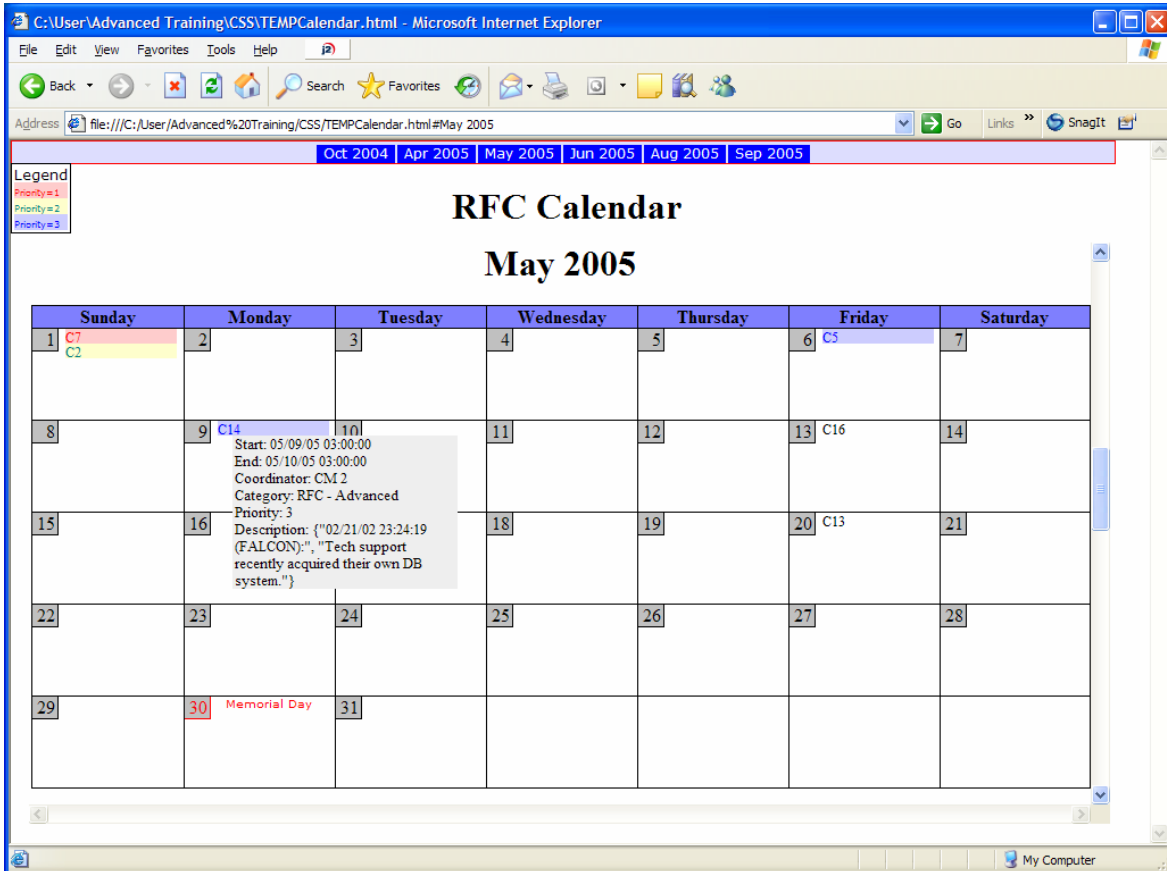 C:\User\Advanced Training\CSS\TEMPCalendar.html - Microsoft Internet Explorer
File Edit View Favorites Tools Help j2)
Back Search Favorites
Address file:///C:/User/Advanced%20Training/CSS/TEMPCalendar.html#May 2005 Go Links » SnagIt
Oct 2004 Apr 2005 May 2005 Jun 2005 Aug 2005 Sep 2005
Legend
Priority=1
Priority=2
Priority=3
RFC Calendar
May 2005
Sunday Monday Tuesday Wednesday Thursday Friday Saturday
1 C7 2 3 4 5 6 C5 7
C2
8 9 C14 10 11 12 13 C16 14
Start: 05/09/05 03:00:00
End: 05/10/05 03:00:00
Coordinator: CM 2
Category: RFC - Advanced
Priority: 3
15 16 18 19 20 C13 21
Description: {"02/21/02 23:24:19
(FALCON):", "Tech support
recently acquired their own DB
system."}
22 23 24 25 26 27 28
29 30 Memorial Day 31
My Computer